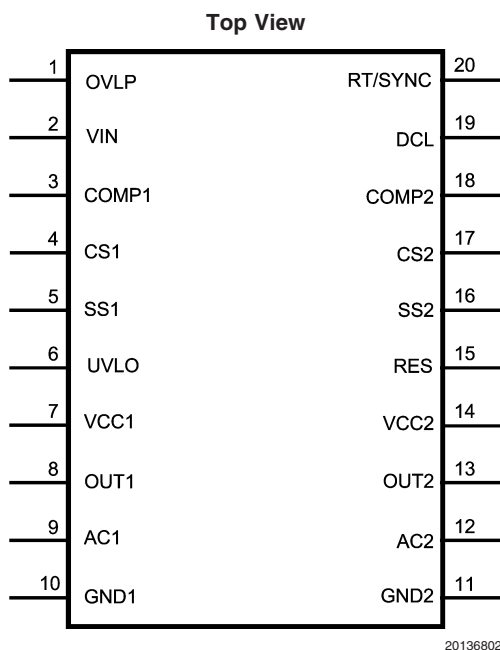 Top View
1 OVLP RT/SYNC 20
2 VIN DCL 19
3 COMP1 COMP2 18
4 CS1 CS2 17
5 SS1 SS2 16
6 UVLO RES 15
7 VCC1 VCC2 14
8 OUT1 OUT2 13
9 AC1 AC2 12
10 GND1 GND2 11
20136802